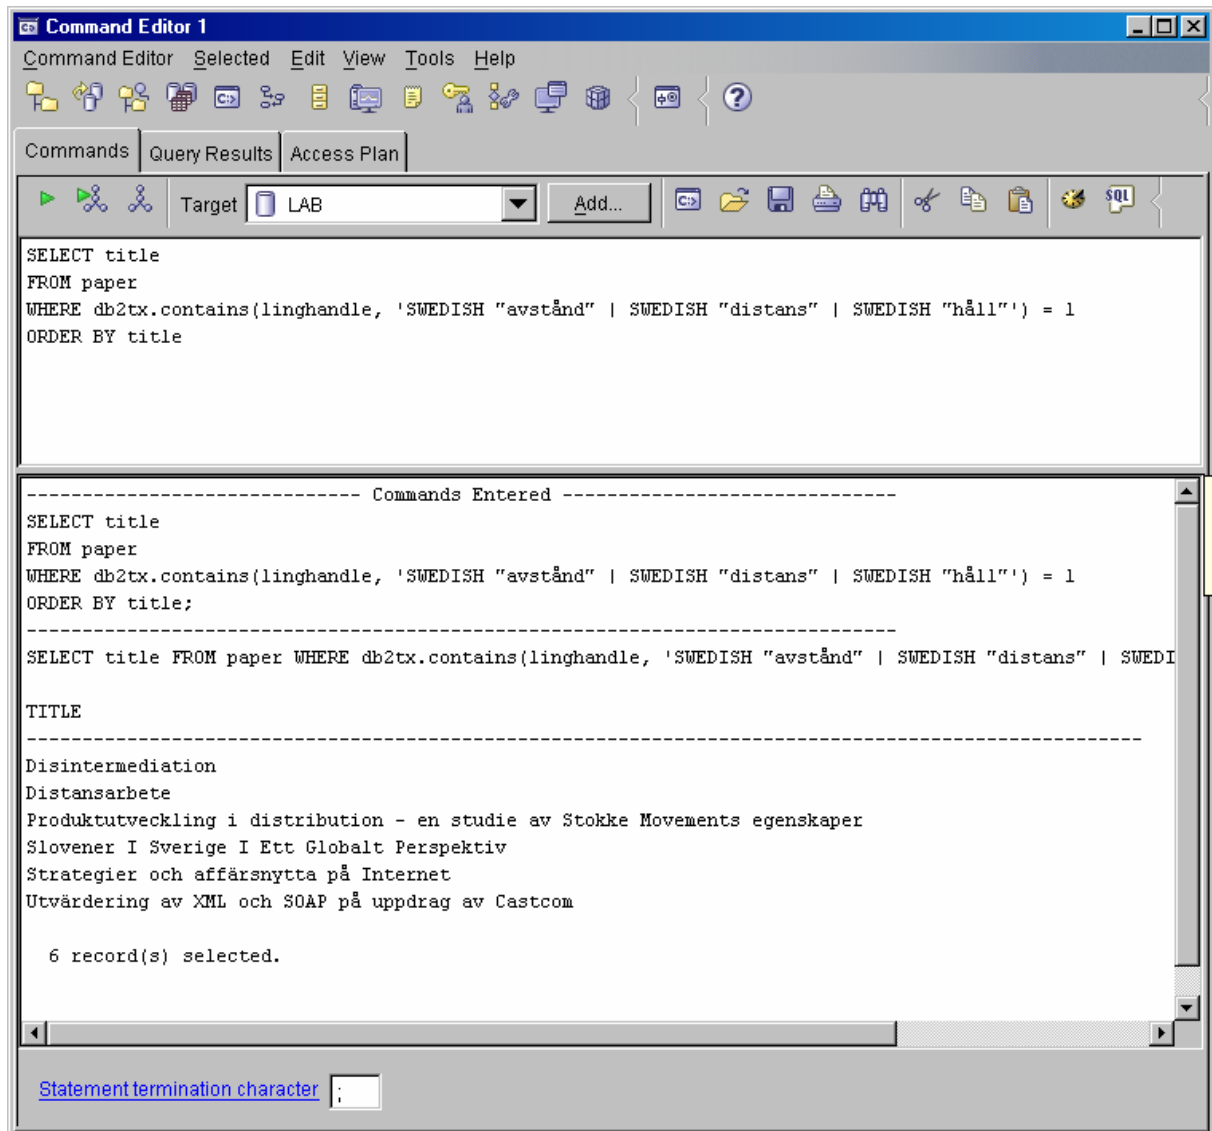 Command Editor 1
Command Editor Selected Edit View Tools Help
Commands Query Results Access Plan
Target LAB Add... SQL
SELECT title
FROM paper
WHERE db2tx.contains(linghandle, 'SWEDISH "avstånd" | SWEDISH "distans" | SWEDISH "håll"') = 1
ORDER BY title
------------------------------ Commands Entered ------------------------------
SELECT title
FROM paper
WHERE db2tx.contains(linghandle, 'SWEDISH "avstånd" | SWEDISH "distans" | SWEDISH "håll"') = 1
ORDER BY title;
------------------------------------------------------------------------------
SELECT title FROM paper WHERE db2tx.contains(linghandle, 'SWEDISH "avstånd" | SWEDISH "distans" | SWEDI
TITLE
----------------------------------------------------------------------------------------------------
Disintermediation
Distansarbete
Produktutveckling i distribution - en studie av Stokke Movements egenskaper
Slovener I Sverige I Ett Globalt Perspektiv
Strategier och affärsnytta på Internet
Utvärdering av XML och SOAP på uppdrag av Castcom
6 record(s) selected.
Statement termination character ;